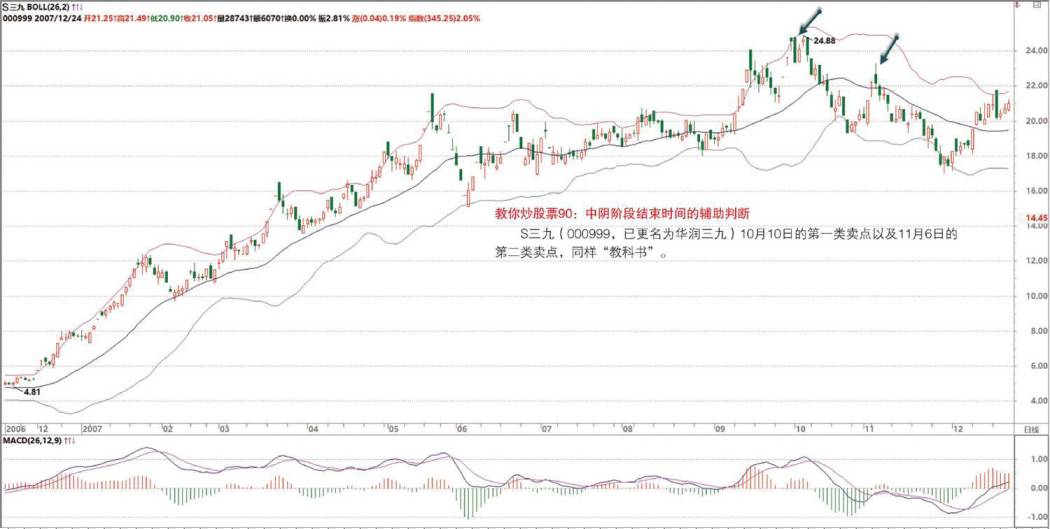 S三九 BOLL(26,2) ↑↑↓
000999 2007/12/24 开21.25↑高21.49↑低20.90↑收21.05↑量28743↑额6070↑换0.00% 振2.81% 涨(0.04)0.19% 指数(345.25)2.05%
24.88
24.00
22.00
20.00
18.00
16.00
教你炒股票90：中阴阶段结束时间的辅助判断
14.45
14.00
S三九（000999，已更名为华润三九）10月10日的第一类卖点以及11月6日的
第二类卖点，同样“教科书”。
12.00
10.00
8.00
6.00
4.81
4.00
2006 12 2007 02 03 04 05 06 07 08 09 10 11 12 日线
MACD(26,12,9) ↑↑↓
1.00
0.00
-1.00